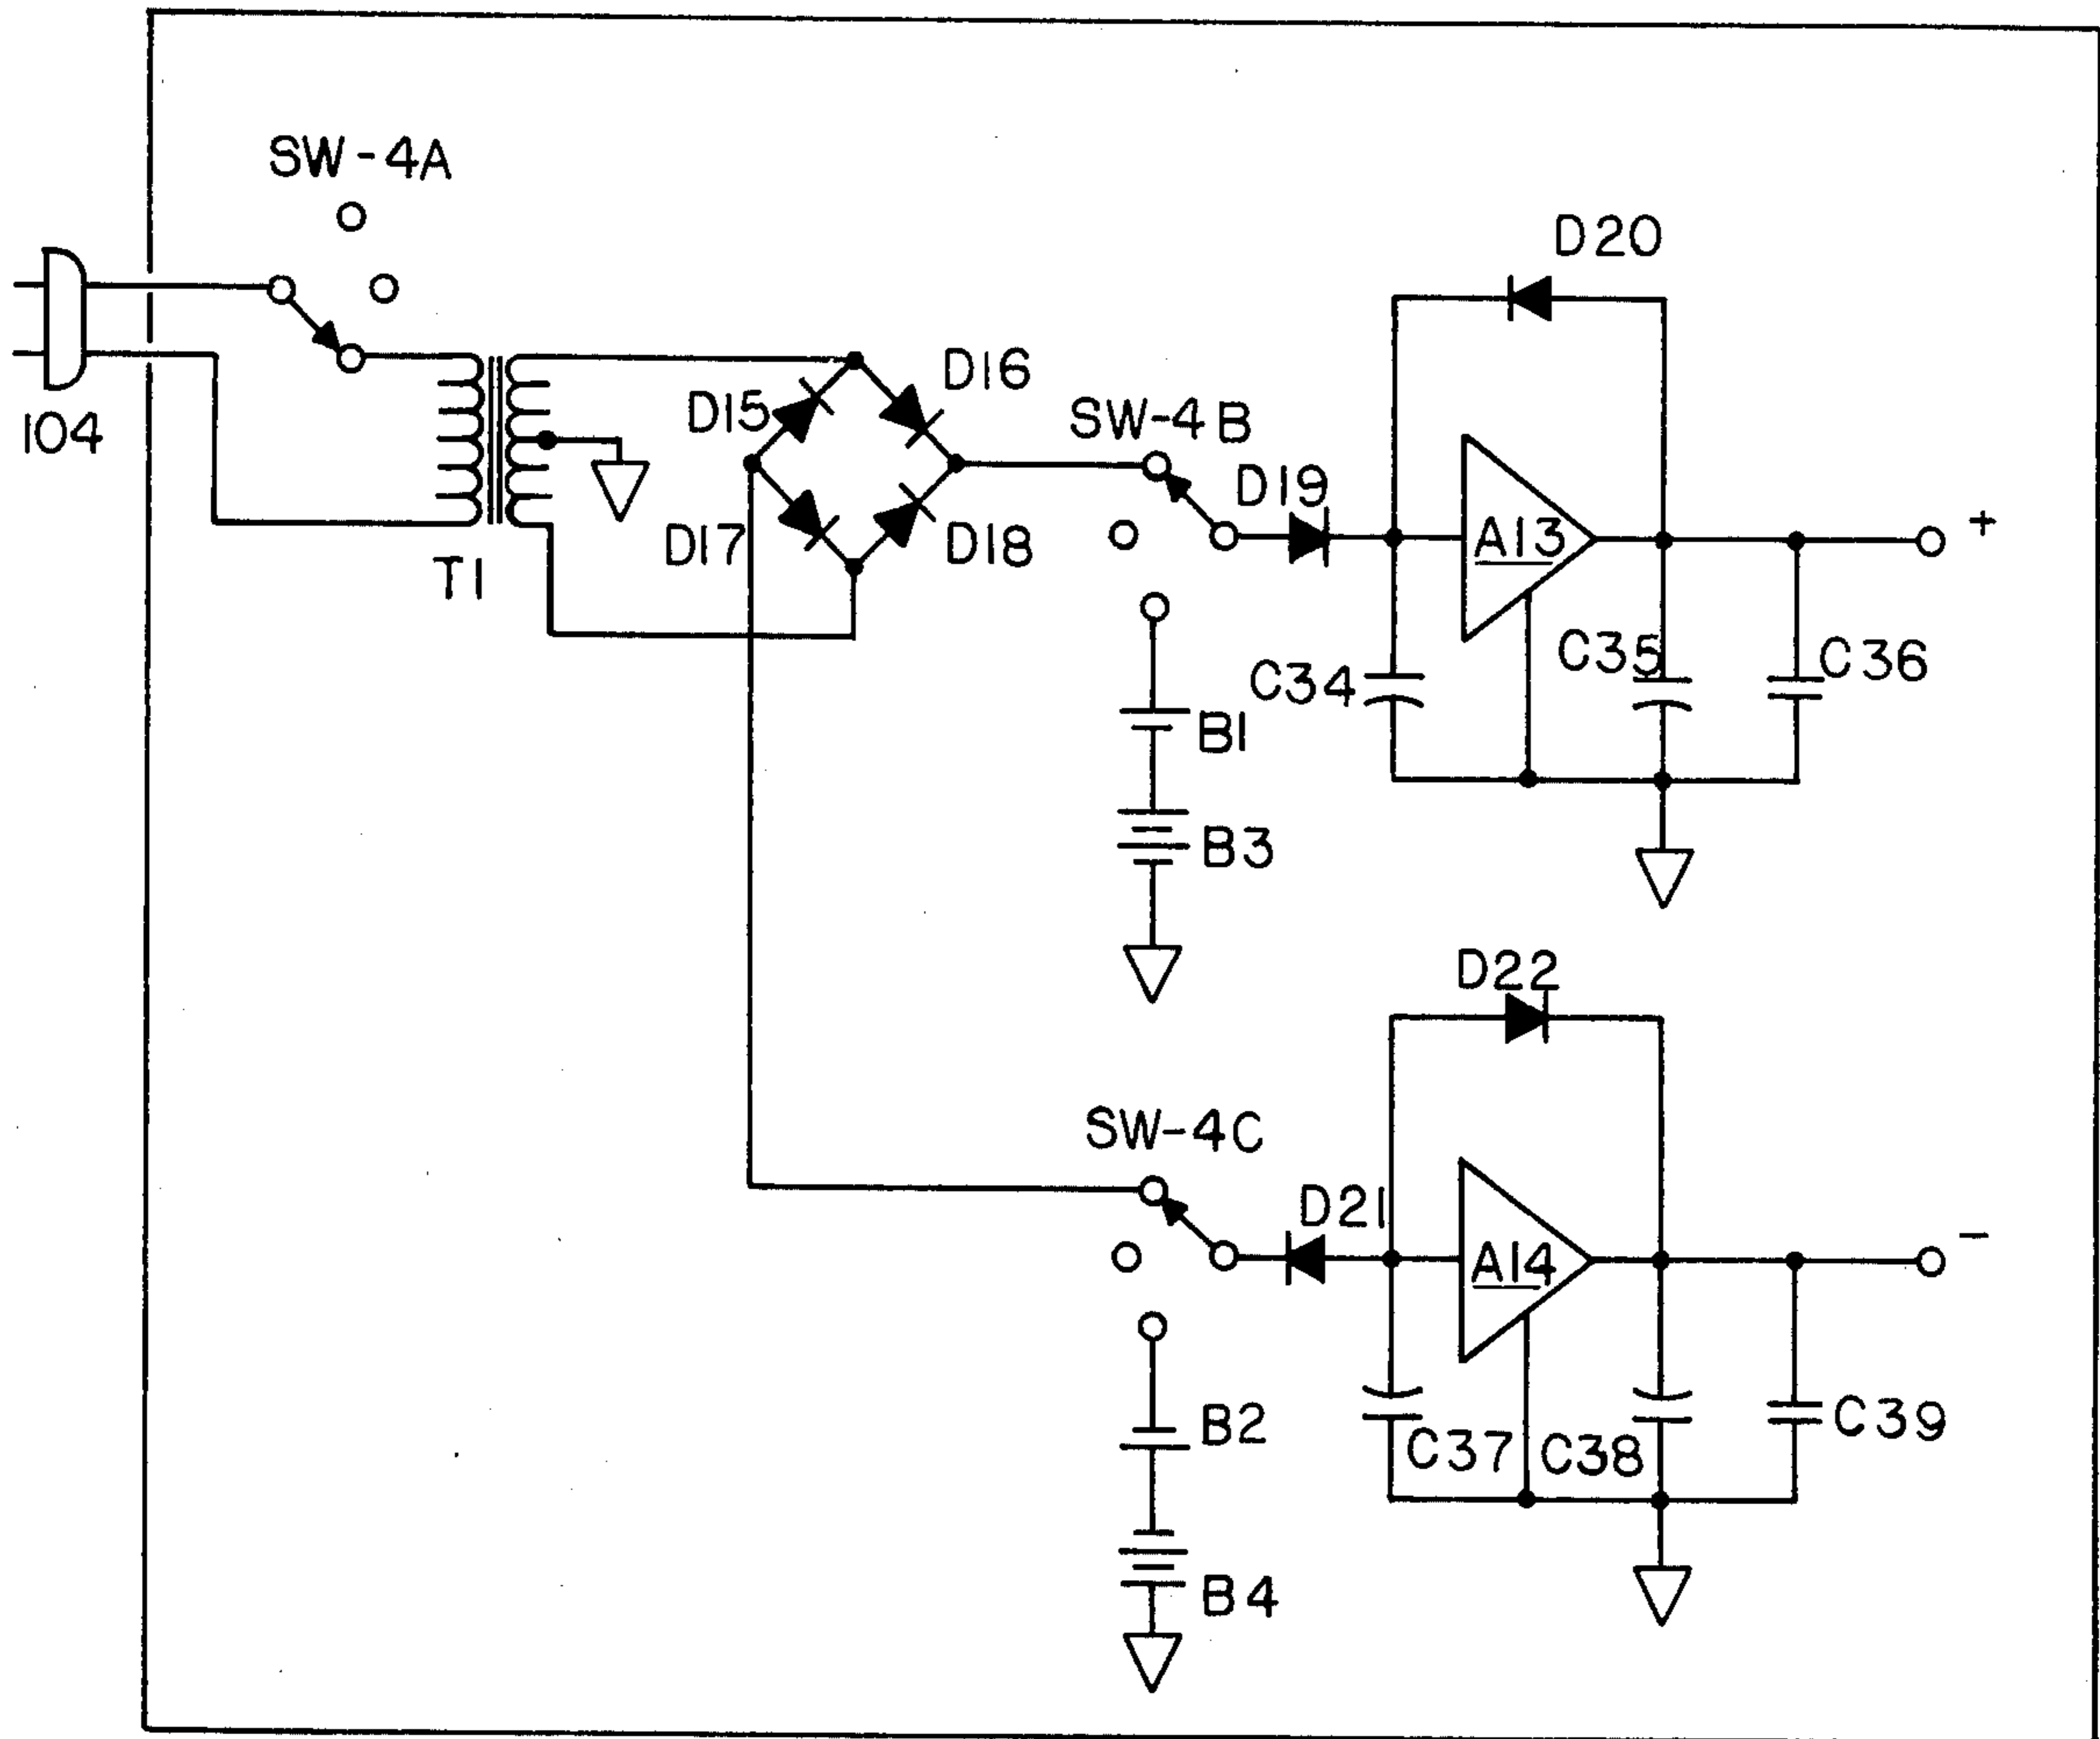 SW-4A
104
T1
D15
D16
D17
D18
SW-4B
D19
D20
A13
+
C34
C35
C36
B1
B3
D22
SW-4C
D21
A14
-
C37
C38
C39
B2
B4